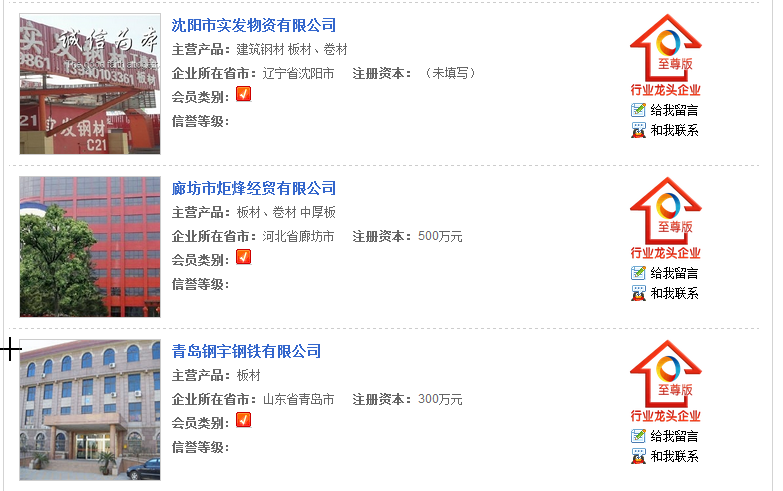 诚信为本
沈阳市实发物资有限公司
主营产品：建筑钢材 板材、卷材
企业所在省市：辽宁省沈阳市 注册资本：（未填写）
会员类别：
信誉等级：
13940103361 板材
实发钢材
C21
至尊版
行业龙头企业
给我留言
和我联系
廊坊市炬烽经贸有限公司
主营产品：板材、卷材 中厚板
企业所在省市：河北省廊坊市 注册资本：500万元
会员类别：
信誉等级：
至尊版
行业龙头企业
给我留言
和我联系
青岛钢宇钢铁有限公司
主营产品：板材
企业所在省市：山东省青岛市 注册资本：300万元
会员类别：
信誉等级：
至尊版
行业龙头企业
给我留言
和我联系